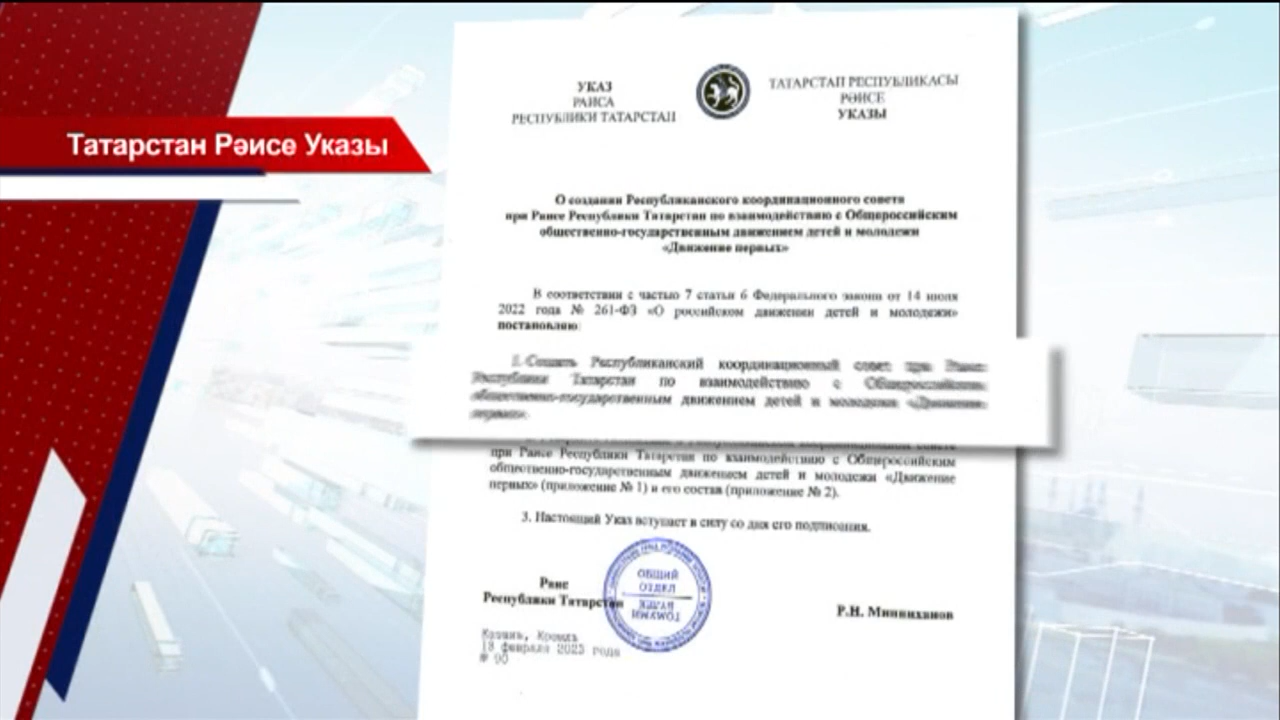 Татарстан Рәисе Указы
УКАЗ
РАИСА
РЕСПУБЛИКИ ТАТАРСТАН
ТАТАРСТАН РЕСПУБЛИКАСЫ
РӘИСЕ
УКАЗЫ
О создании Республиканского координационного совета
при Раисе Республики Татарстан по взаимодействию с Общероссийским
общественно-государственным движением детей и молодежи
«Движение первых»
В соответствии с частью 7 статьи 6 Федерального закона от 14 июля
2022 года № 261-ФЗ «О российском движении детей и молодежи»
постановляю:
1. Создать Республиканский координационный совет при Раисе
Республики Татарстан по взаимодействию с Общероссийским
общественно-государственным движением детей и молодежи «Движение
первых».
при Раисе Республики Татарстан по взаимодействию с Общероссийским
общественно-государственным движением детей и молодежи «Движение
первых» (приложение № 1) и его состав (приложение № 2).
3. Настоящий Указ вступает в силу со дня его подписания.
Раис
Республики Татарстан
ОБЩИЙ
ОТДЕЛ
Р.Н. Минниханов
Казань, Кремль
18 февраля 2023 года
№ 90